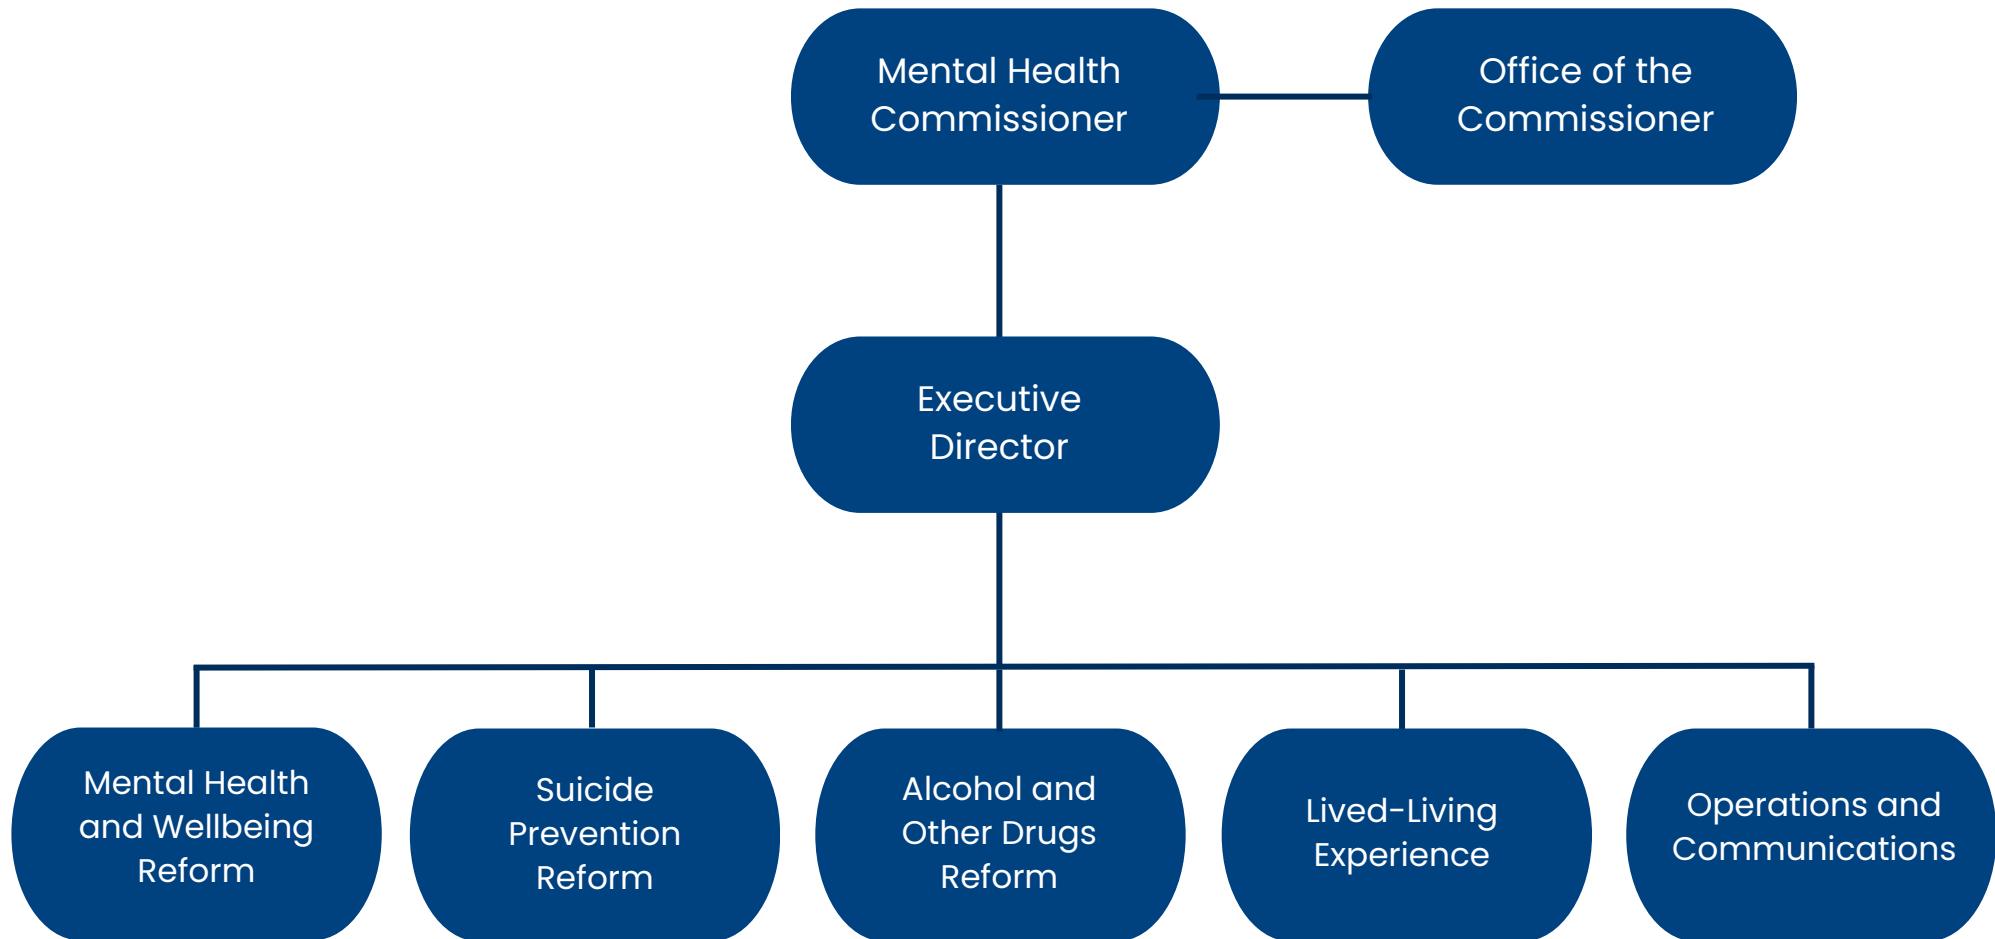 Mental Health
Commissioner
Office of the
Commissioner
Executive
Director
Mental Health
and Wellbeing
Reform
Suicide
Prevention
Reform
Alcohol and
Other Drugs
Reform
Lived-Living
Experience
Operations and
Communications